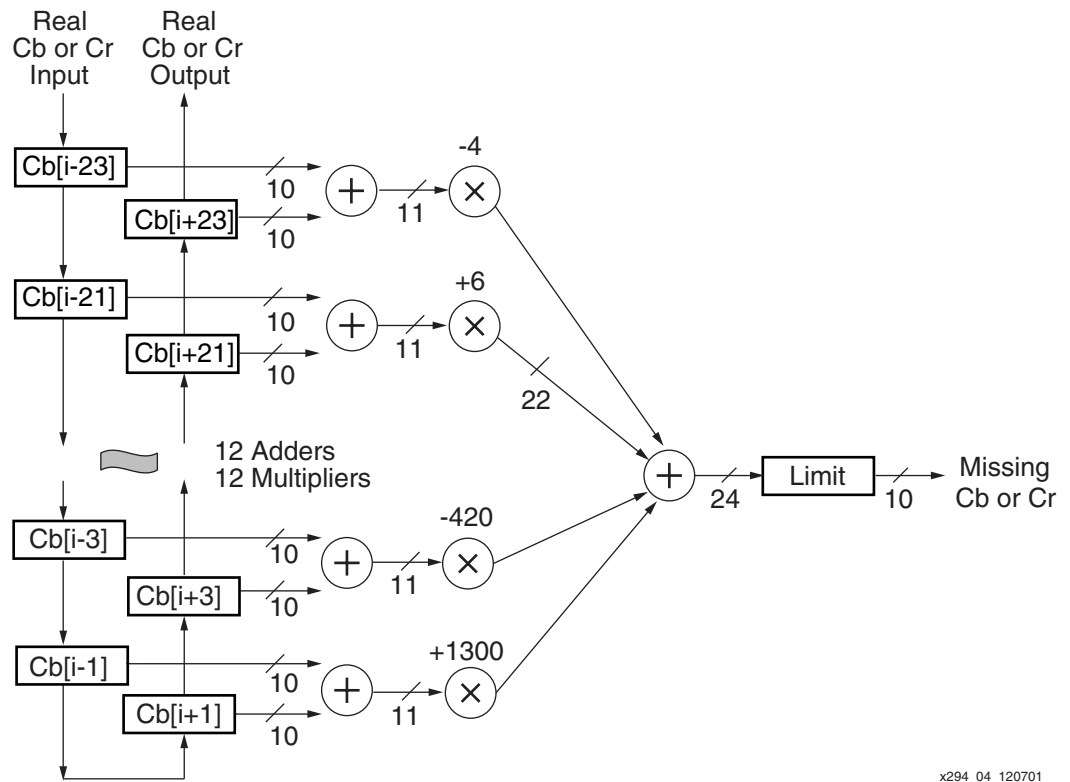 Real
Cb or Cr
Input
Real
Cb or Cr
Output
Cb[i-23]
10
-4
+
11
×
Cb[i+23]
10
Cb[i-21]
10
+6
+
11
×
Cb[i+21]
10
22
12 Adders
12 Multipliers
+
24
Limit
10
Missing
Cb or Cr
Cb[i-3]
10
-420
+
11
×
Cb[i+3]
10
Cb[i-1]
10
+1300
+
11
×
Cb[i+1]
10
x294_04_120701